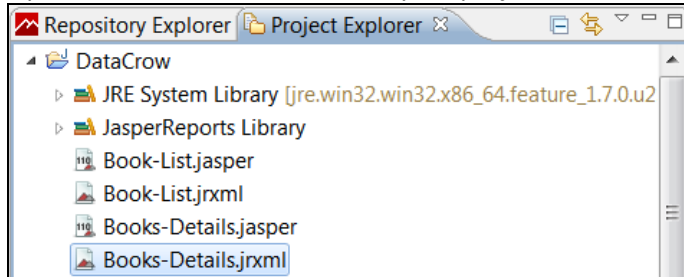 Repository Explorer Project Explorer
DataCrow
JRE System Library [jre.win32.win32.x86_64.feature_1.7.0.u2
JasperReports Library
Book-List.jasper
Book-List.jrxml
Books-Details.jasper
Books-Details.jrxml